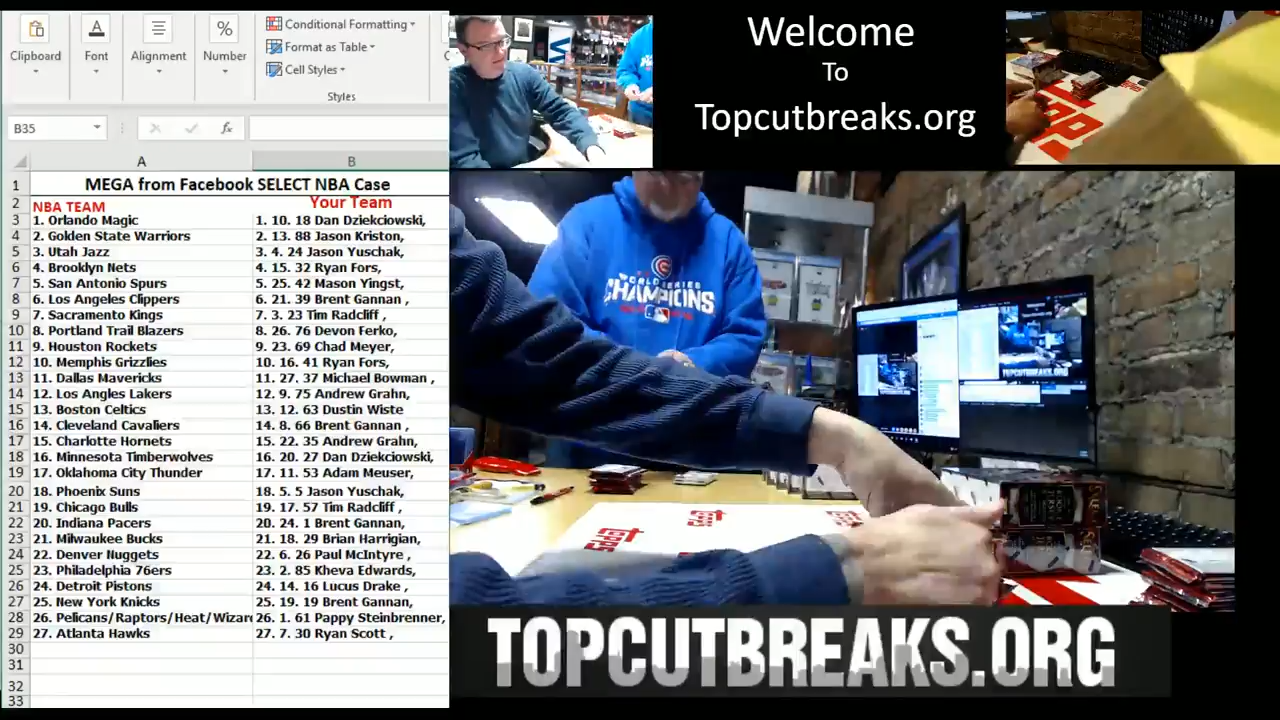 Clipboard
Font
Alignment
Number
Conditional Formatting
Format as Table
Cell Styles
Styles
B35
fx
A B
1 MEGA from Facebook SELECT NBA Case
2 NBA TEAM Your Team
3 1. Orlando Magic 1. 10. 18 Dan Dziekciowski,
4 2. Golden State Warriors 2. 13. 88 Jason Kriston,
5 3. Utah Jazz 3. 4. 24 Jason Yuschak,
6 4. Brooklyn Nets 4. 15. 32 Ryan Fors,
7 5. San Antonio Spurs 5. 25. 42 Mason Yingst,
8 6. Los Angeles Clippers 6. 21. 39 Brent Gannan ,
9 7. Sacramento Kings 7. 3. 23 Tim Radcliff ,
10 8. Portland Trail Blazers 8. 26. 76 Devon Ferko,
11 9. Houston Rockets 9. 23. 69 Chad Meyer,
12 10. Memphis Grizzlies 10. 16. 41 Ryan Fors,
13 11. Dallas Mavericks 11. 27. 37 Michael Bowman ,
14 12. Los Angles Lakers 12. 9. 75 Andrew Grahn,
15 13. Boston Celtics 13. 12. 63 Dustin Wiste
16 14. Cleveland Cavaliers 14. 8. 66 Brent Gannan ,
17 15. Charlotte Hornets 15. 22. 35 Andrew Grahn,
18 16. Minnesota Timberwolves 16. 20. 27 Dan Dziekciowski,
19 17. Oklahoma City Thunder 17. 11. 53 Adam Meuser,
20 18. Phoenix Suns 18. 5. 5 Jason Yuschak,
21 19. Chicago Bulls 19. 17. 57 Tim Radcliff ,
22 20. Indiana Pacers 20. 24. 1 Brent Gannan,
23 21. Milwaukee Bucks 21. 18. 29 Brian Harrigian,
24 22. Denver Nuggets 22. 6. 26 Paul McIntyre ,
25 23. Philadelphia 76ers 23. 2. 85 Kheva Edwards,
26 24. Detroit Pistons 24. 14. 16 Lucus Drake ,
27 25. New York Knicks 25. 19. 19 Brent Gannan,
28 26. Pelicans/Raptors/Heat/Wizar 26. 1. 61 Pappy Steinbrenner,
29 27. Atlanta Hawks 27. 7. 30 Ryan Scott ,
30
31
32
33
Welcome
To
Topcutbreaks.org
WORLD SERIES
CHAMPIONS
TOPCUTBREAKS.ORG
TOPPS
TOPPS
TOPCUTBREAKS.ORG